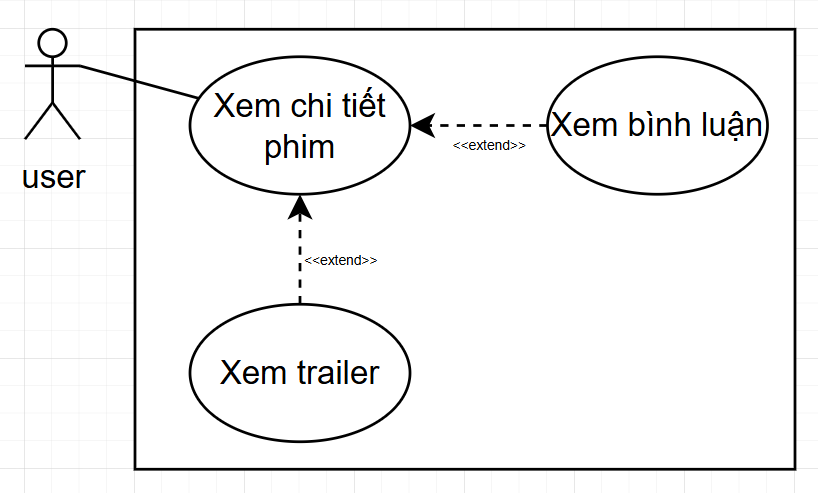 user
Xem chi tiết
phim
<<extend>>
Xem bình luận
<<extend>>
Xem trailer